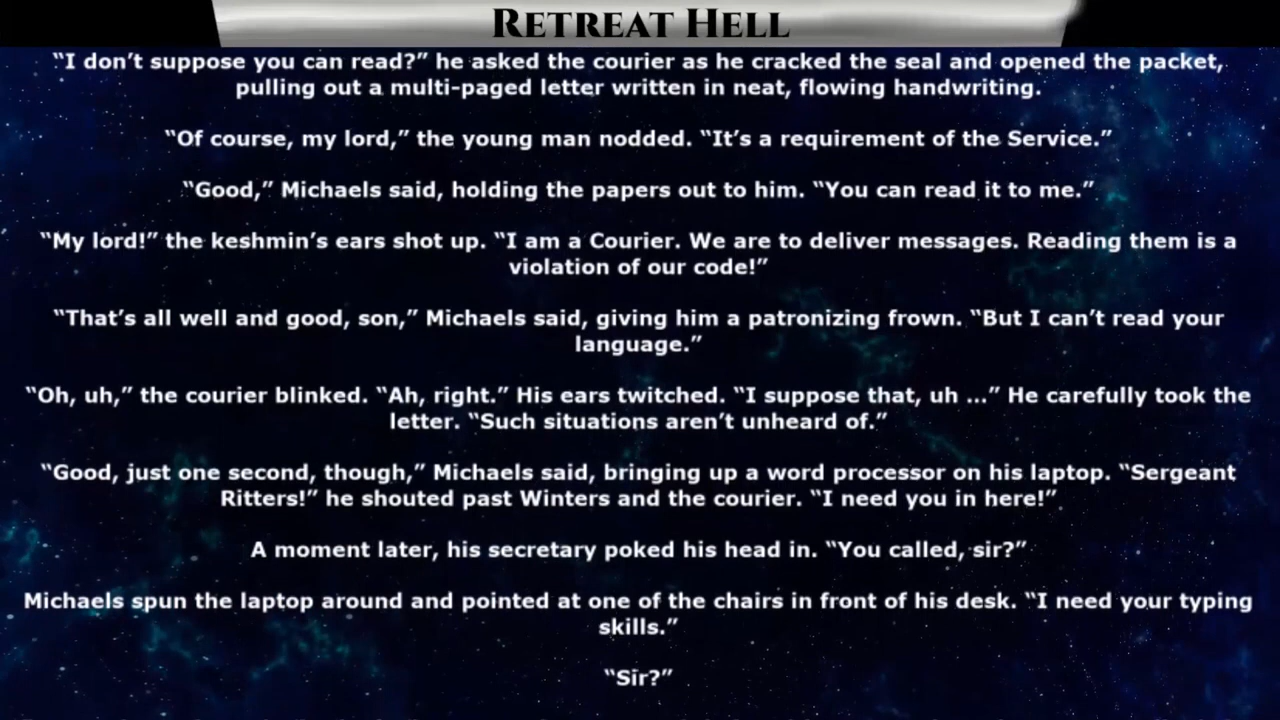 RETREAT HELL
“I don’t suppose you can read?” he asked the courier as he cracked the seal and opened the packet,
pulling out a multi-paged letter written in neat, flowing handwriting.
“Of course, my lord,” the young man nodded. “It’s a requirement of the Service.”
“Good,” Michaels said, holding the papers out to him. “You can read it to me.”
“My lord!” the keshmin’s ears shot up. “I am a Courier. We are to deliver messages. Reading them is a
violation of our code!”
“That’s all well and good, son,” Michaels said, giving him a patronizing frown. “But I can’t read your
language.”
“Oh, uh,” the courier blinked. “Ah, right.” His ears twitched. “I suppose that, uh …” He carefully took the
letter. “Such situations aren’t unheard of.”
“Good, just one second, though,” Michaels said, bringing up a word processor on his laptop. “Sergeant
Ritters!” he shouted past Winters and the courier. “I need you in here!”
A moment later, his secretary poked his head in. “You called, sir?”
Michaels spun the laptop around and pointed at one of the chairs in front of his desk. “I need your typing
skills.”
“Sir?”